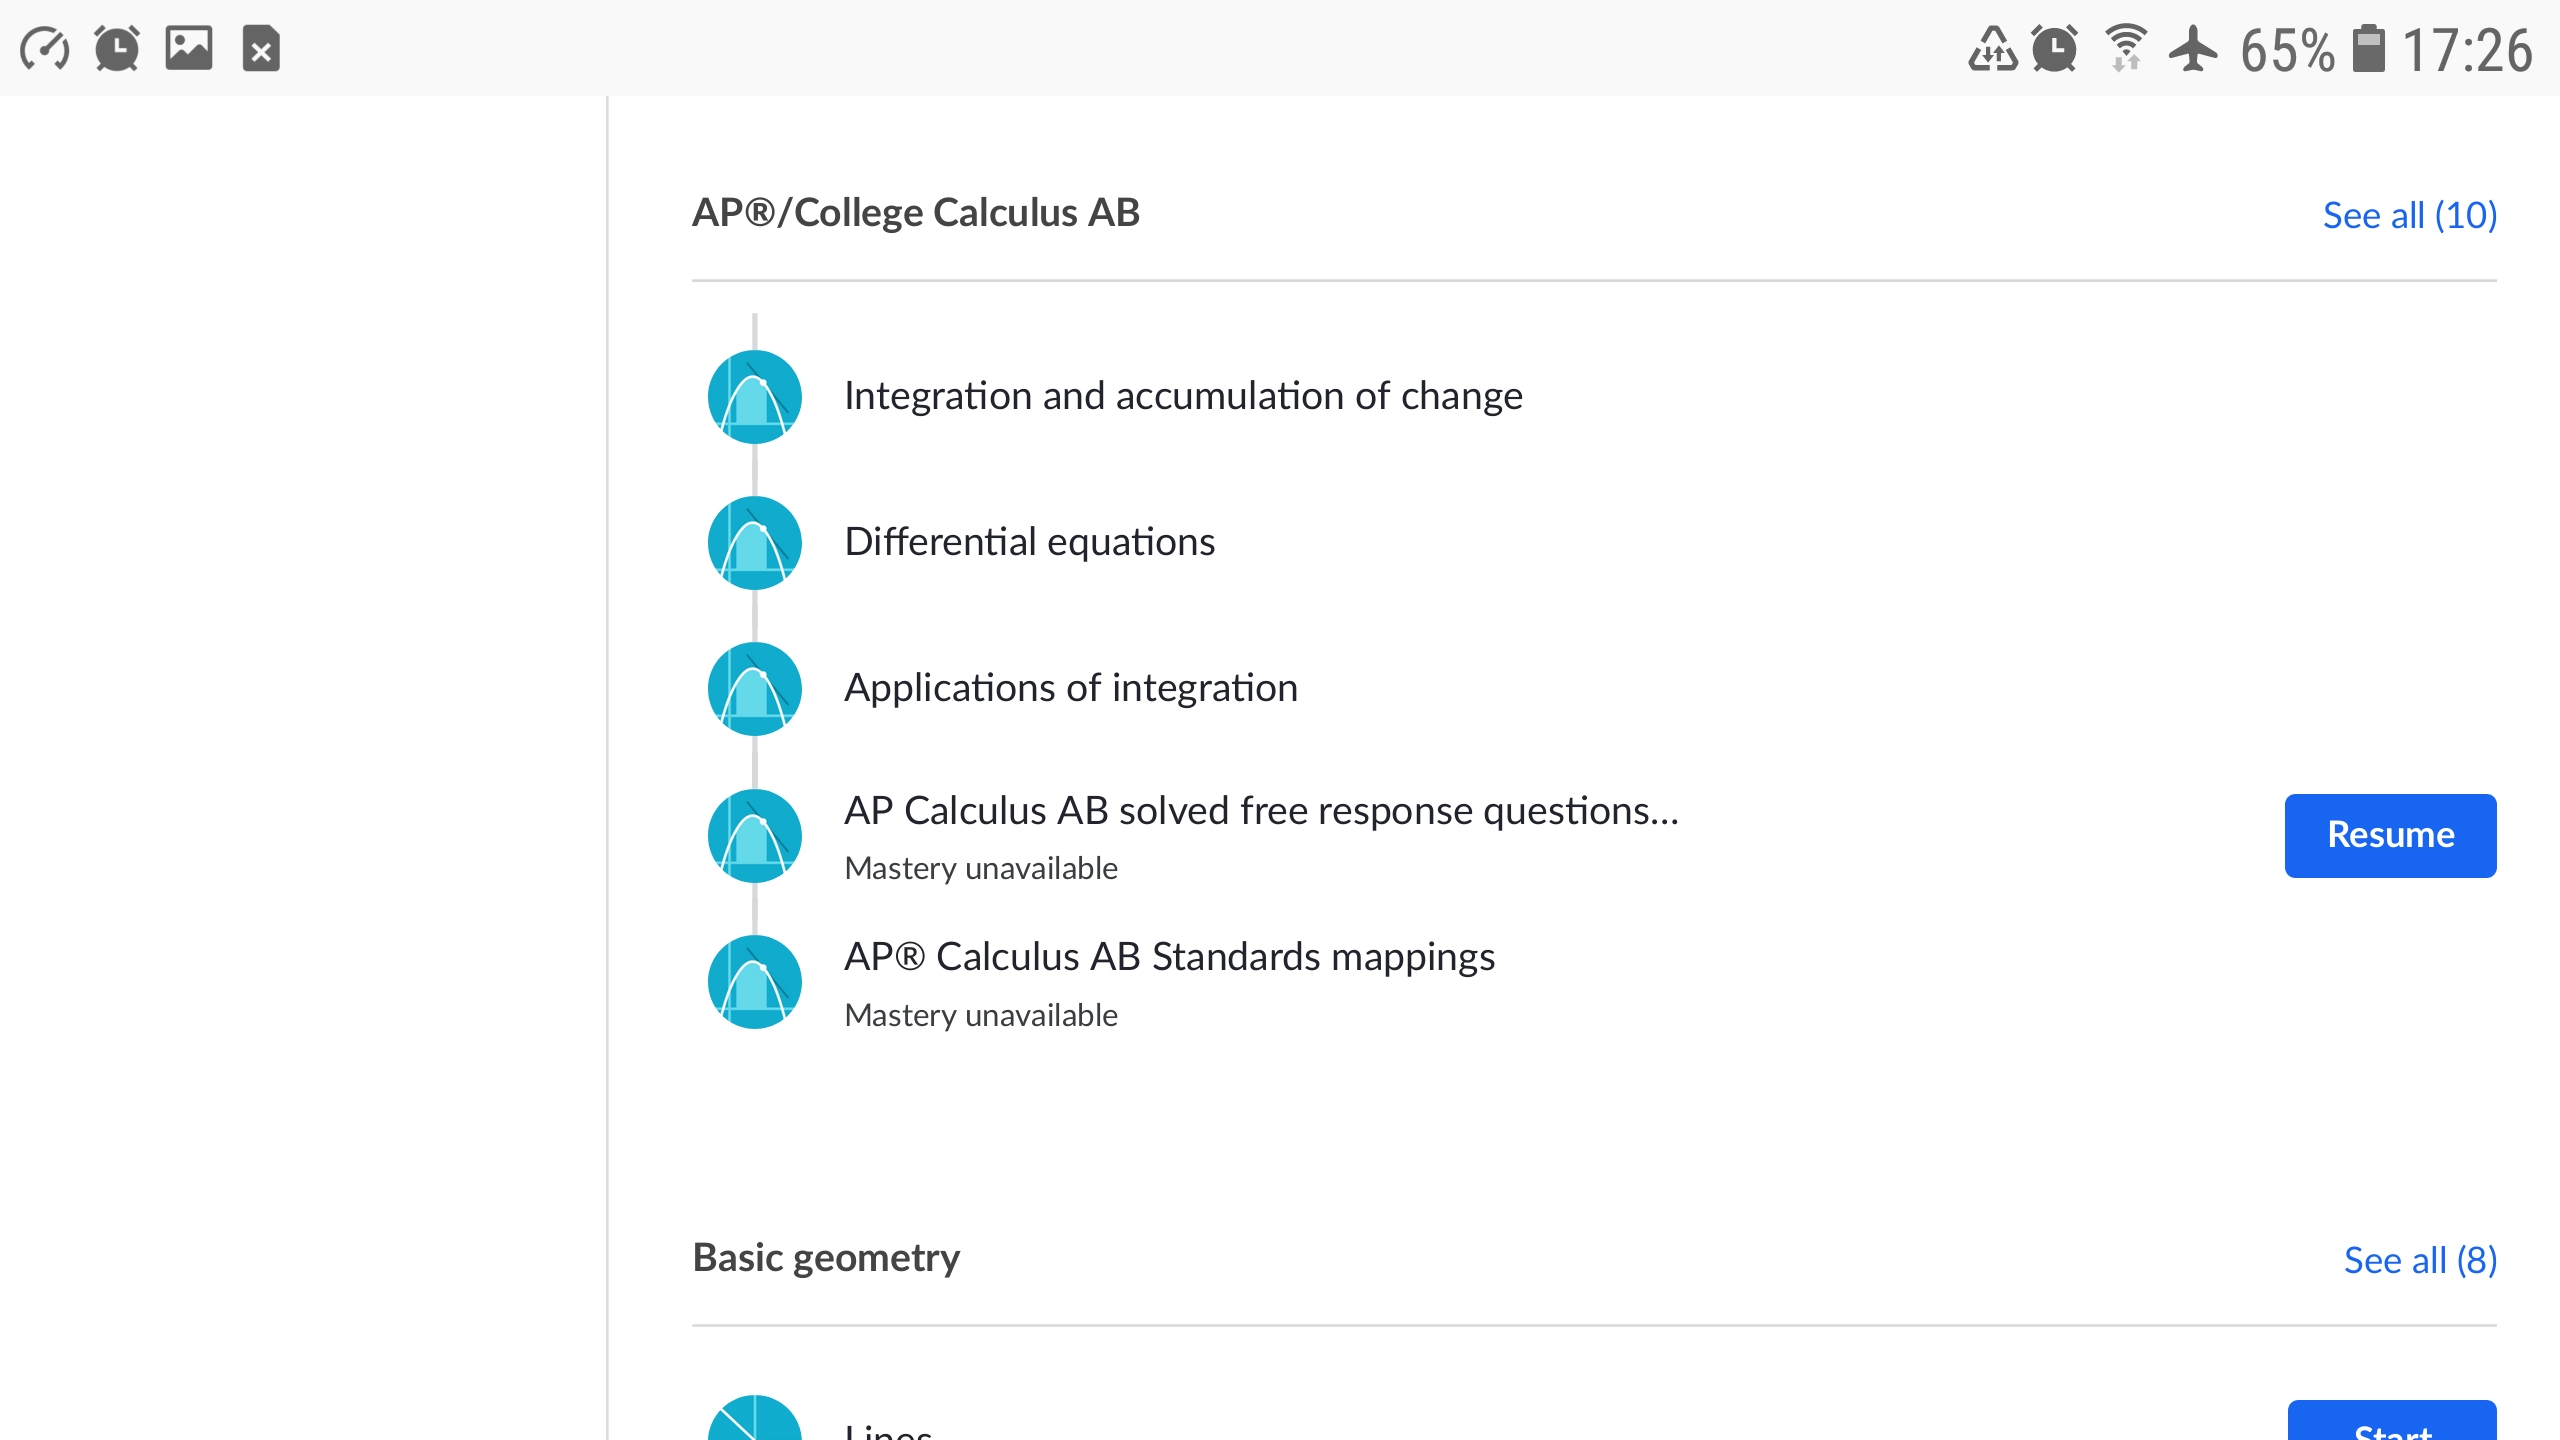 65% 17:26
AP®/College Calculus AB
See all (10)
Integration and accumulation of change
Differential equations
Applications of integration
AP Calculus AB solved free response questions...
Mastery unavailable
Resume
AP® Calculus AB Standards mappings
Mastery unavailable
Basic geometry
See all (8)
Lines
Start